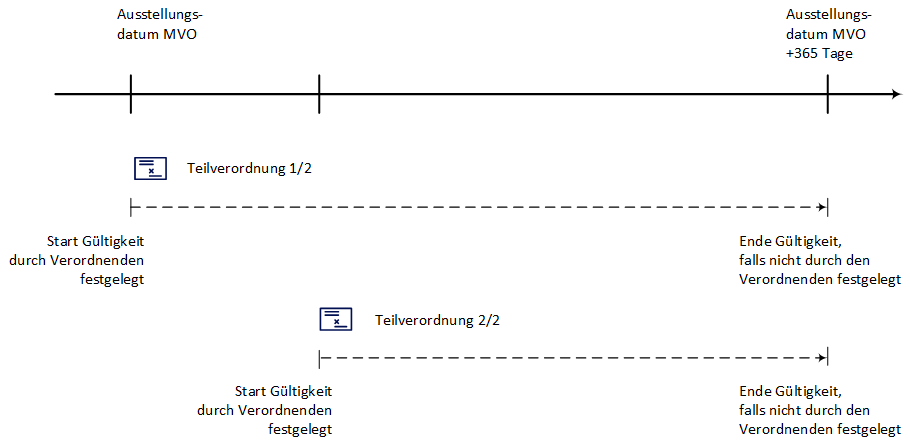 Ausstellungs-
datum MVO
Ausstellungs-
datum MVO
+365 Tage
Teilverordnung 1/2
Start Gültigkeit
durch Verordnenden
festgelegt
Ende Gültigkeit,
falls nicht durch den
Verordnenden festgelegt
Teilverordnung 2/2
Start Gültigkeit
durch Verordnenden
festgelegt
Ende Gültigkeit,
falls nicht durch den
Verordnenden festgelegt